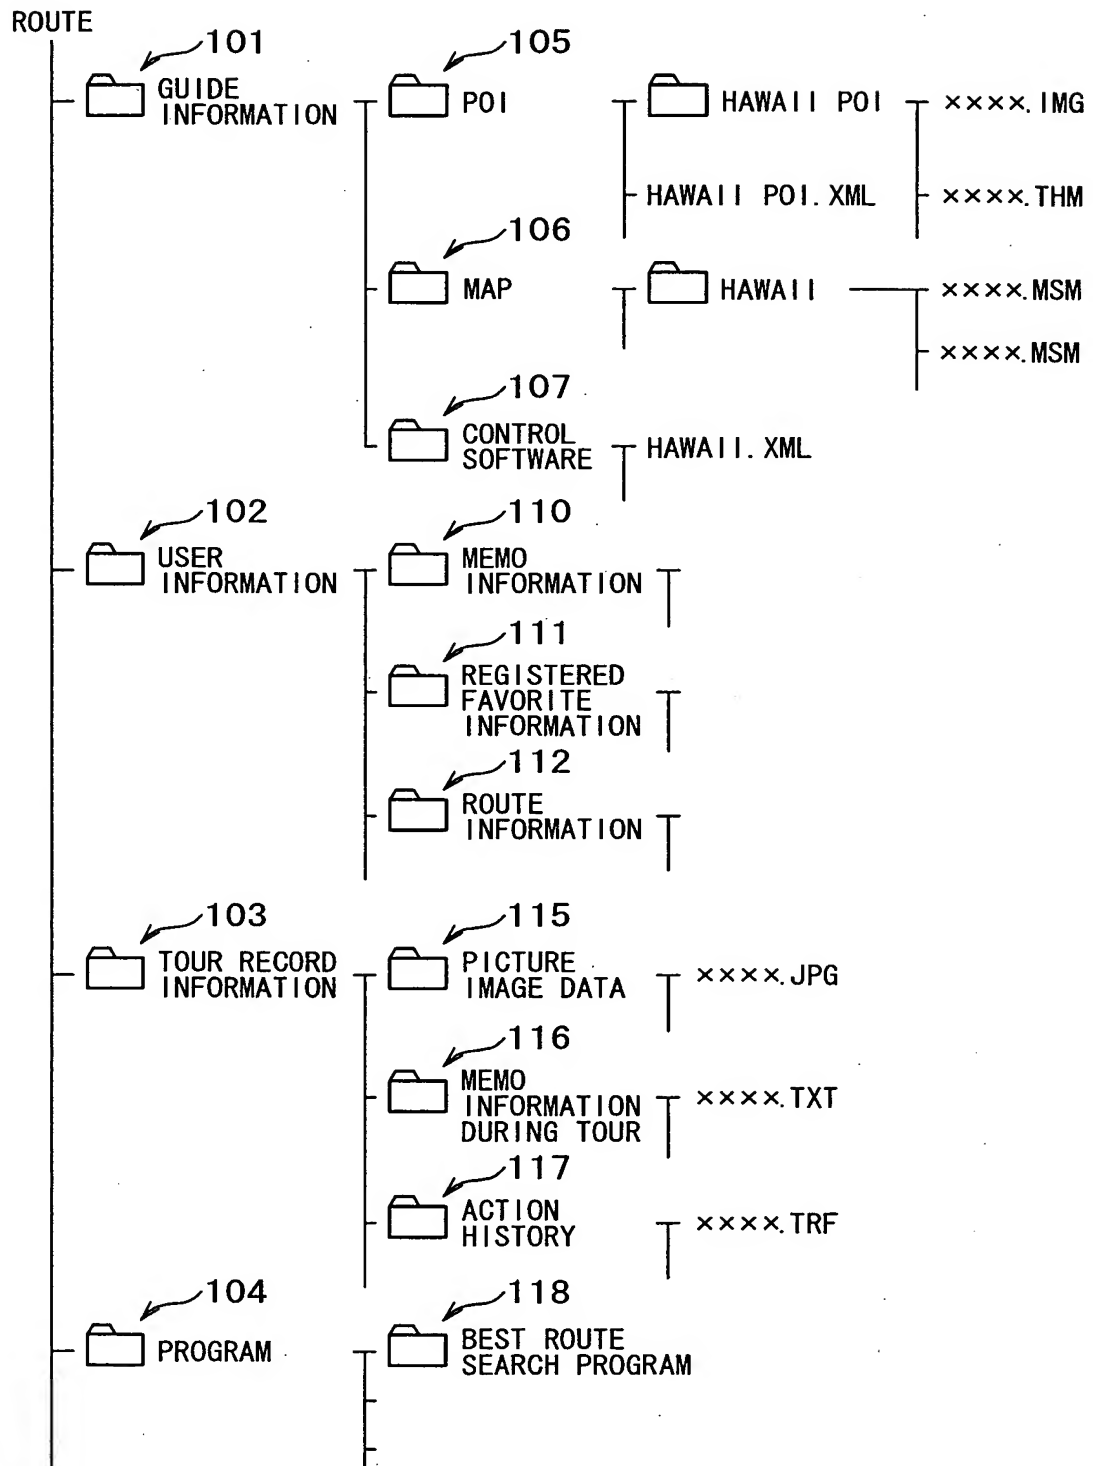 ROUTE
101
105
GUIDE
INFORMATION
POI
HAWAII POI
××××.IMG
HAWAII POI.XML
××××.THM
106
MAP
HAWAII
××××.MSM
××××.MSM
107
CONTROL
SOFTWARE
HAWAII.XML
102
110
USER
INFORMATION
MEMO
INFORMATION
111
REGISTERED
FAVORITE
INFORMATION
112
ROUTE
INFORMATION
103
115
TOUR RECORD
INFORMATION
PICTURE
IMAGE DATA
××××.JPG
116
MEMO
INFORMATION
DURING TOUR
××××.TXT
117
ACTION
HISTORY
××××.TRF
104
118
PROGRAM
BEST ROUTE
SEARCH PROGRAM